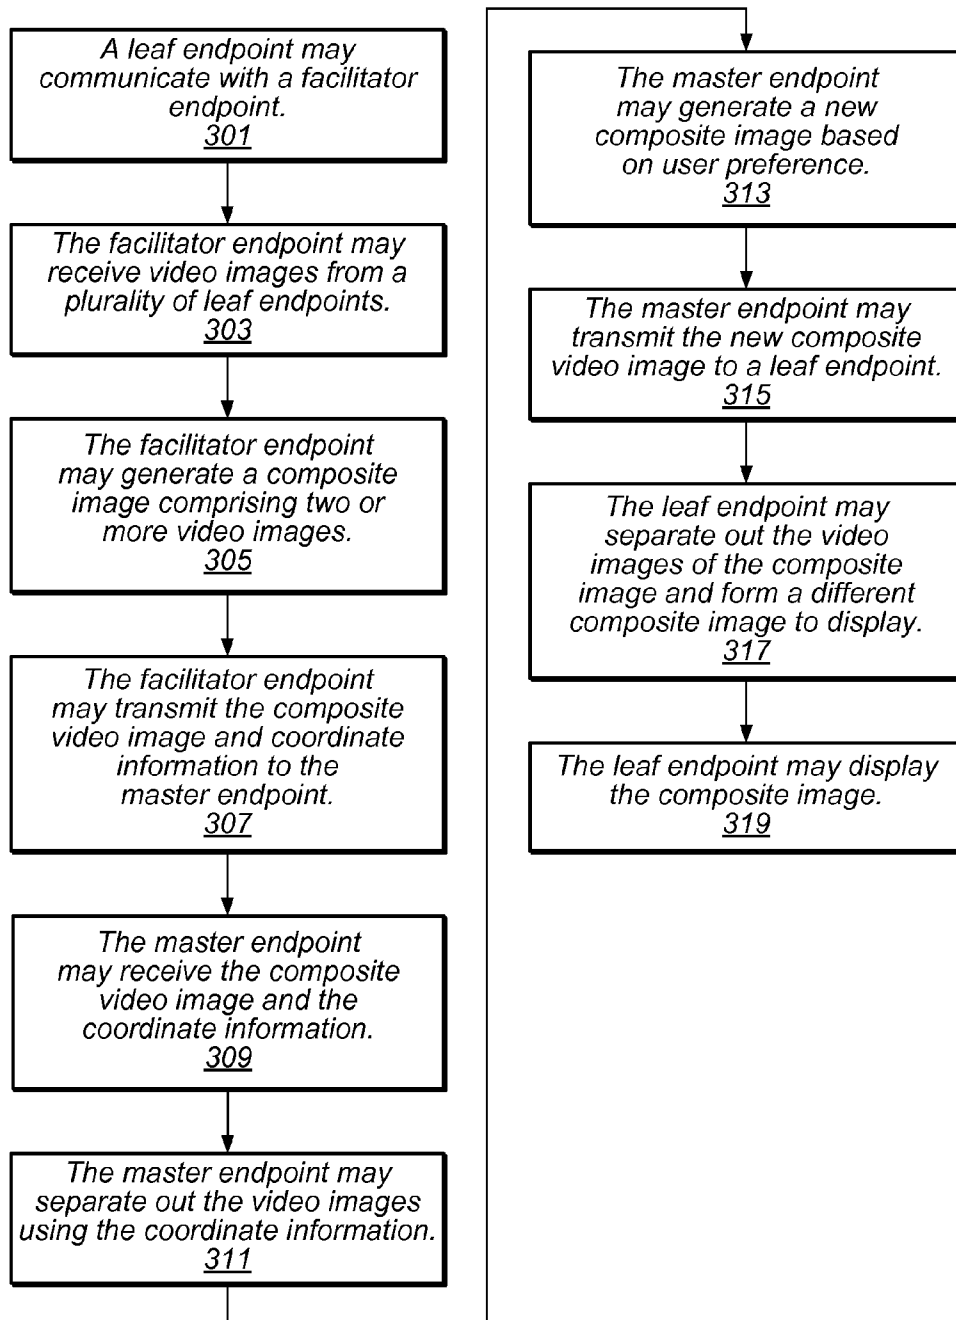 A leaf endpoint may
communicate with a facilitator
endpoint.
301
The facilitator endpoint may
receive video images from a
plurality of leaf endpoints.
303
The facilitator endpoint
may generate a composite
image comprising two or
more video images.
305
The facilitator endpoint
may transmit the composite
video image and coordinate
information to the
master endpoint.
307
The master endpoint
may receive the composite
video image and the
coordinate information.
309
The master endpoint may
separate out the video images
using the coordinate information.
311
The master endpoint
may generate a new
composite image based
on user preference.
313
The master endpoint may
transmit the new composite
video image to a leaf endpoint.
315
The leaf endpoint may
separate out the video
images of the composite
image and form a different
composite image to display.
317
The leaf endpoint may display
the composite image.
319